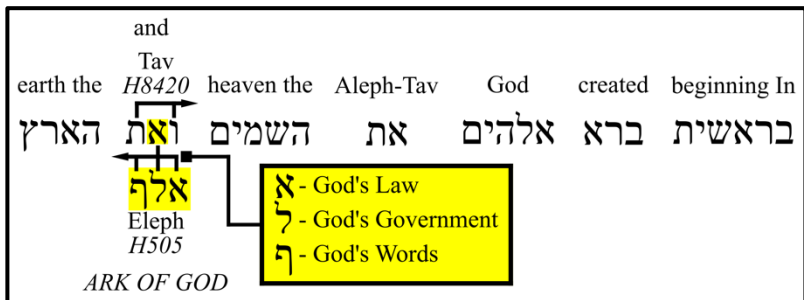 and
Tav
earth the H8420 heaven the Aleph-Tav God created beginning In
בראשית ברא אלהים את השמים ואת הארץ
אלף
Eleph
H505
ARK OF GOD
א - God's Law
ל - God's Government
ף - God's Words